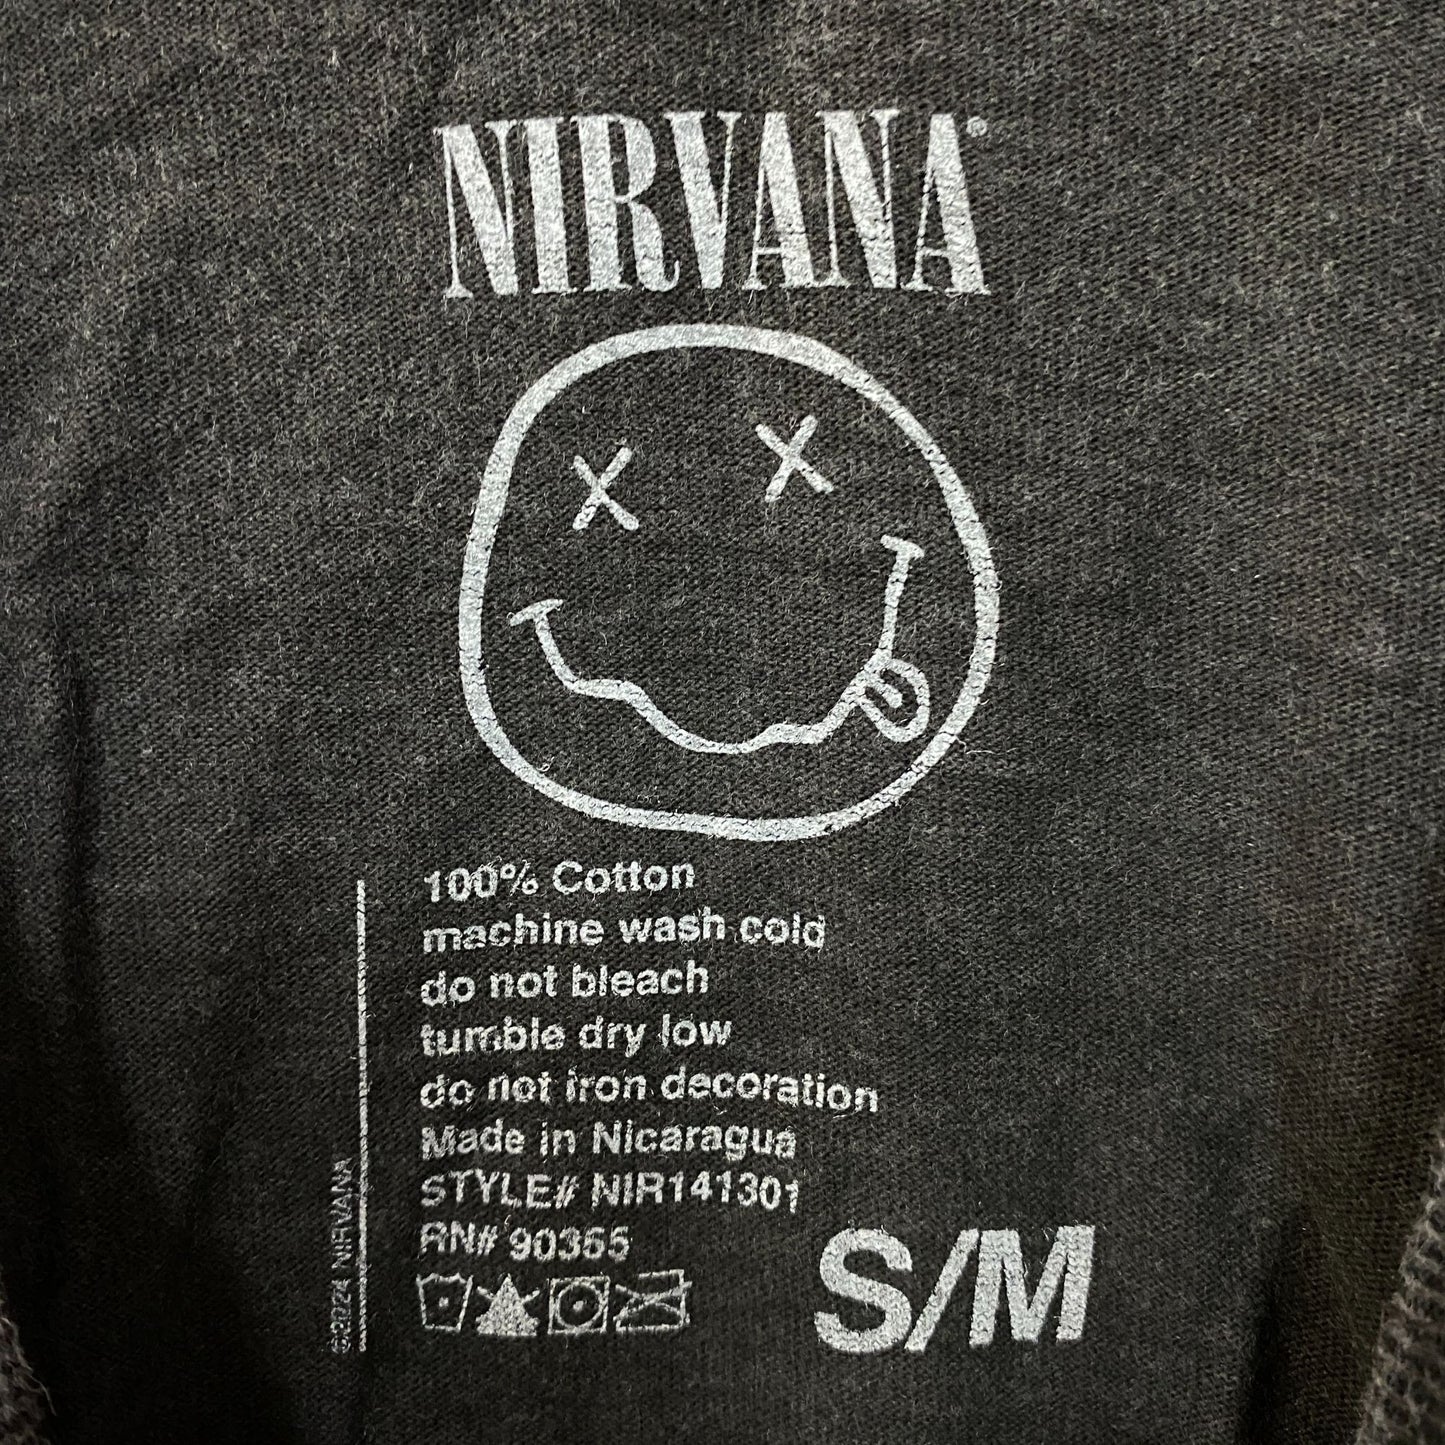 NIRVANA®
100% Cotton
machine wash cold
do not bleach
tumble dry low
do not iron decoration
Made in Nicaragua
STYLE# NIR141301
RN# 90365
S/M
©2024 NIRVANA